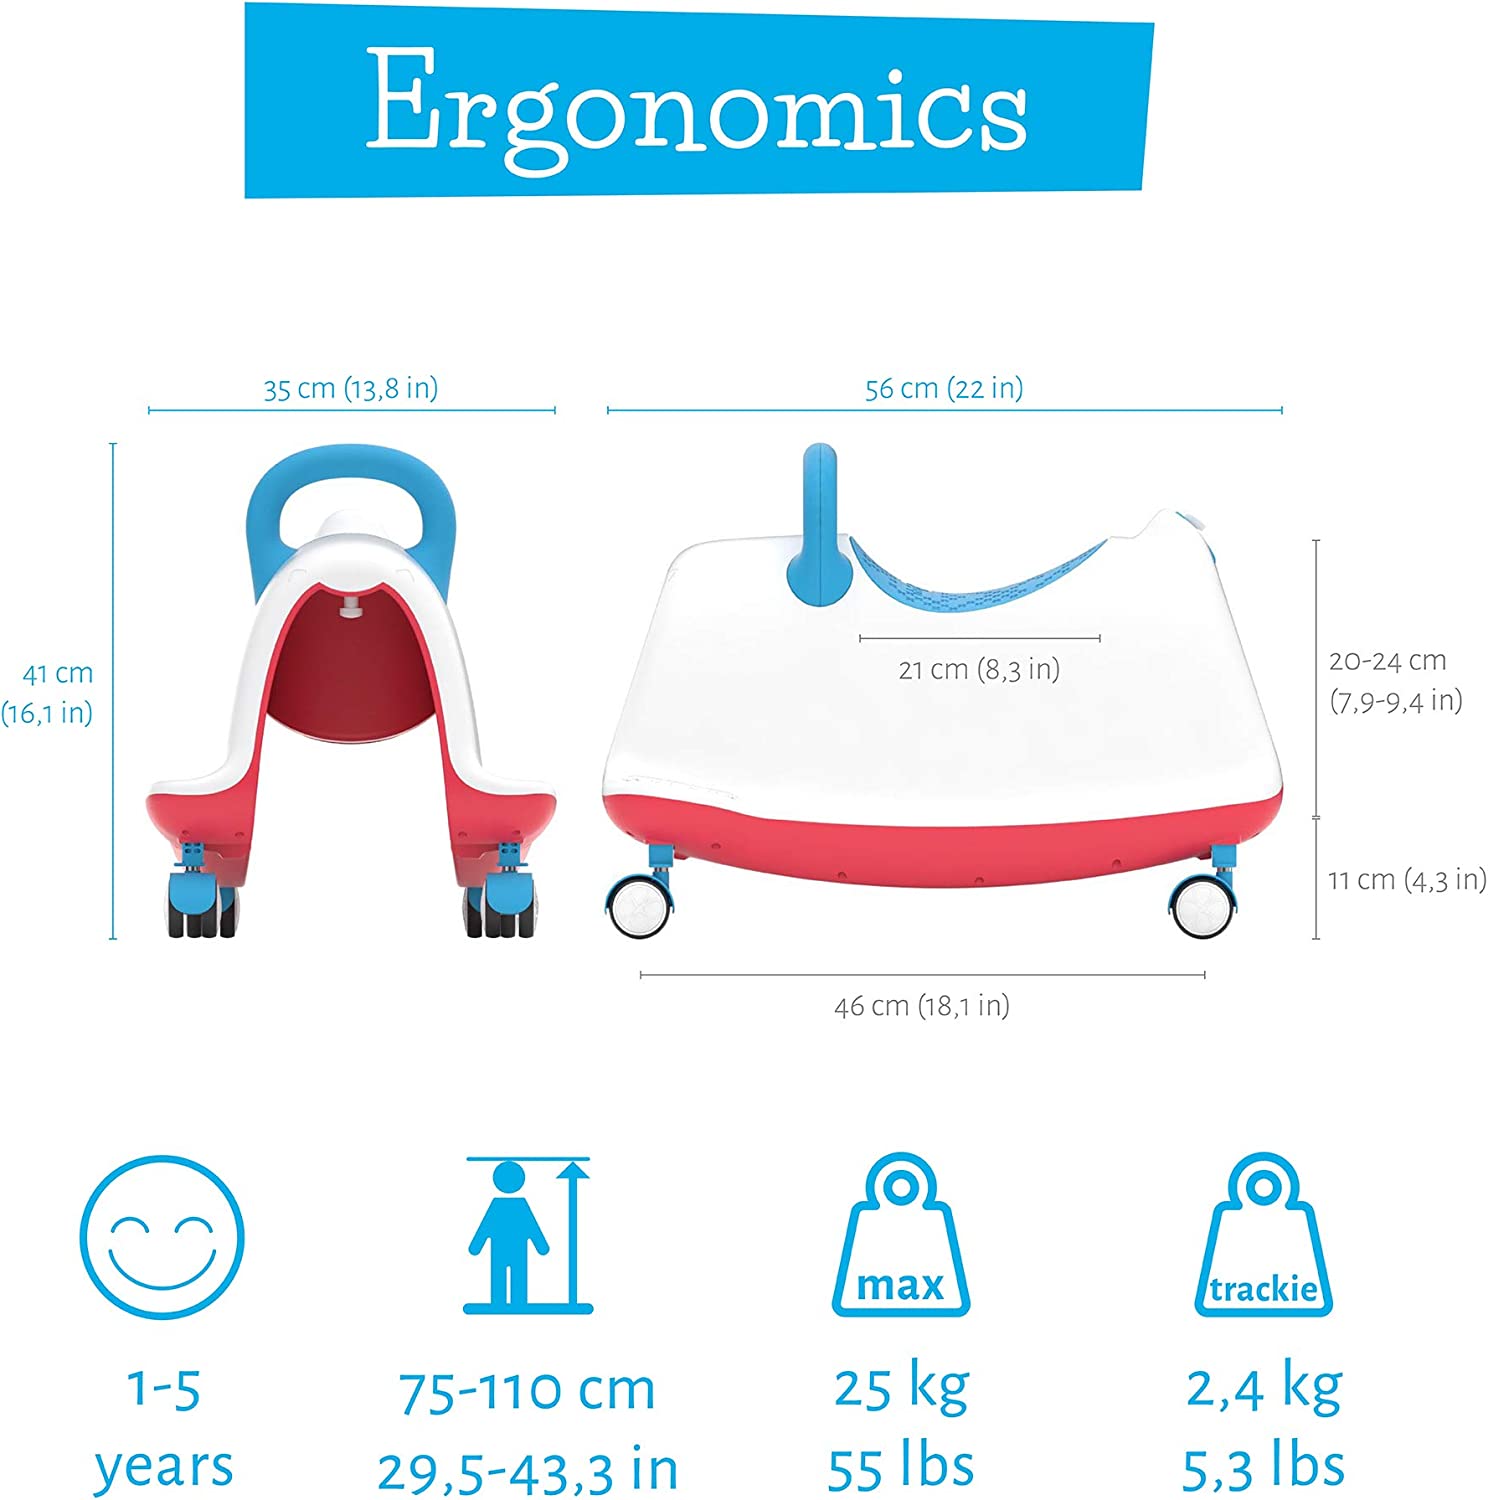 Ergonomics
35 cm (13,8 in)
56 cm (22 in)
41 cm
(16,1 in)
21 cm (8,3 in)
20-24 cm
(7,9-9,4 in)
11 cm (4,3 in)
46 cm (18,1 in)
max
trackie
1-5
years
75-110 cm
29,5-43,3 in
25 kg
55 lbs
2,4 kg
5,3 lbs